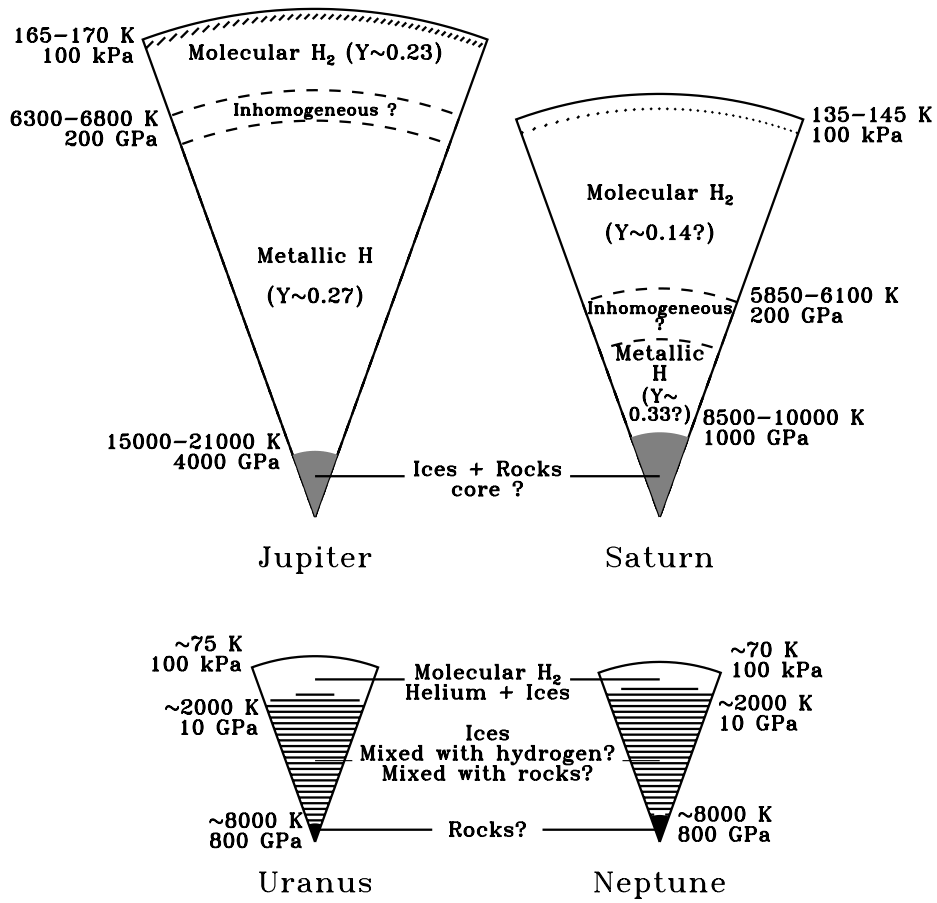 165–170 K
100 kPa
Molecular H₂ (Y~0.23)
Inhomogeneous ?
6300–6800 K
200 GPa
Metallic H
(Y~0.27)
15000–21000 K
4000 GPa
135–145 K
100 kPa
Molecular H₂
(Y~0.14?)
5850–6100 K
200 GPa
Inhomogeneous
?
Metallic
H
(Y~
0.33?)
8500–10000 K
1000 GPa
Ices + Rocks
core ?
Jupiter
Saturn
~75 K
100 kPa
~2000 K
10 GPa
~8000 K
800 GPa
Molecular H₂
Helium + Ices
Ices
Mixed with hydrogen?
Mixed with rocks?
Rocks?
~70 K
100 kPa
~2000 K
10 GPa
~8000 K
800 GPa
Uranus
Neptune